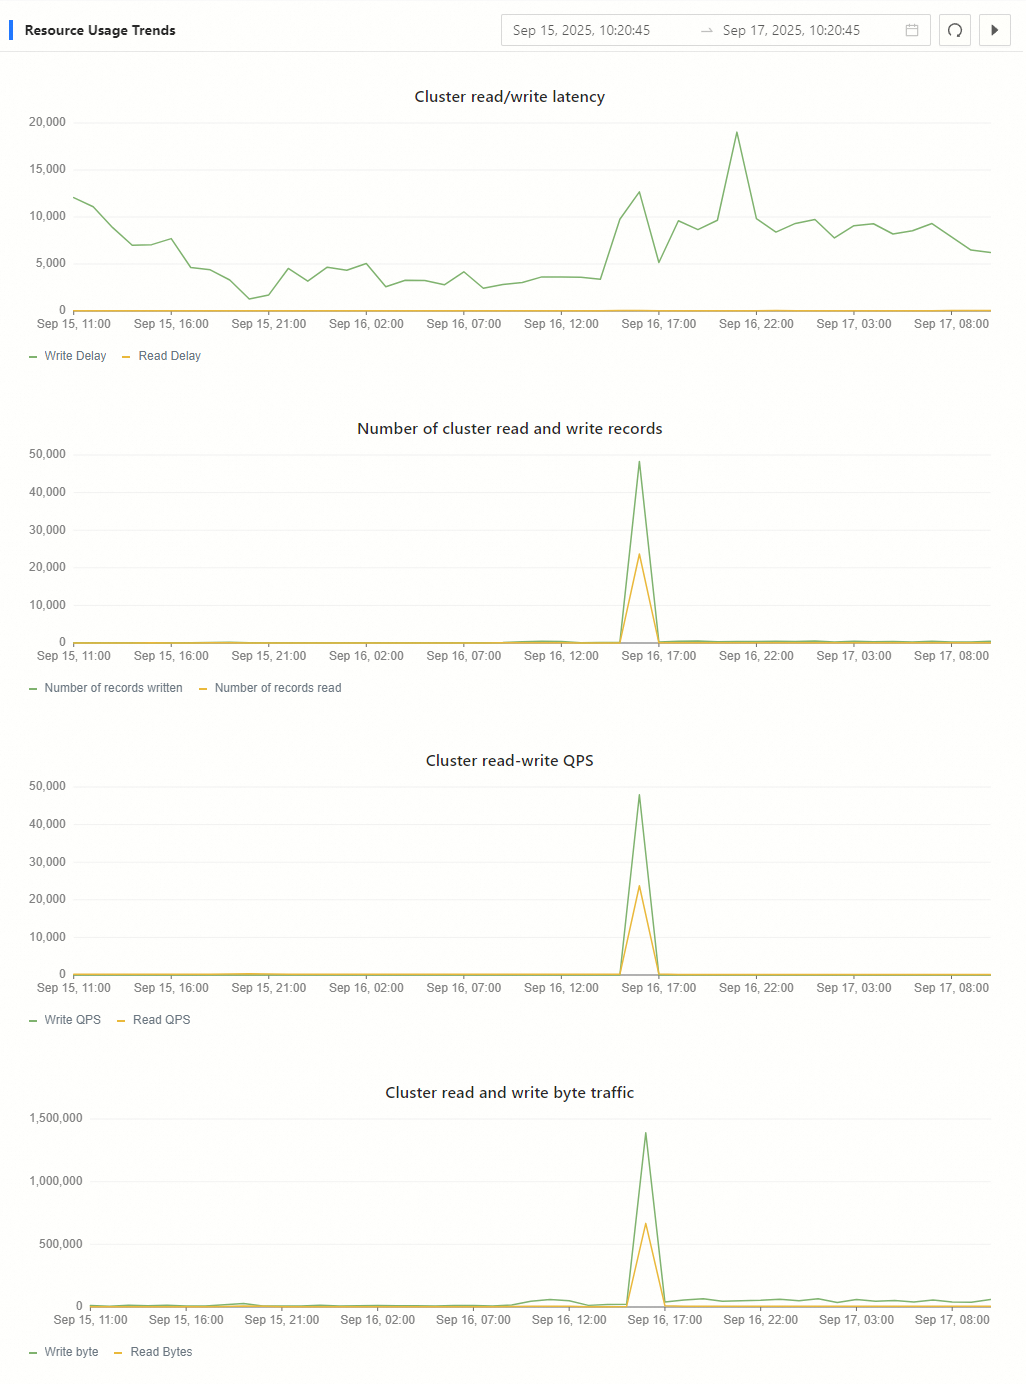 Resource Usage Trends
Sep 15, 2025, 10:20:45 → Sep 17, 2025, 10:20:45
Cluster read/write latency
20,000
15,000
10,000
5,000
0
Sep 15, 11:00 Sep 15, 16:00 Sep 15, 21:00 Sep 16, 02:00 Sep 16, 07:00 Sep 16, 12:00 Sep 16, 17:00 Sep 16, 22:00 Sep 17, 03:00 Sep 17, 08:00
Write Delay Read Delay
Number of cluster read and write records
50,000
40,000
30,000
20,000
10,000
0
Sep 15, 11:00 Sep 15, 16:00 Sep 15, 21:00 Sep 16, 02:00 Sep 16, 07:00 Sep 16, 12:00 Sep 16, 17:00 Sep 16, 22:00 Sep 17, 03:00 Sep 17, 08:00
Number of records written Number of records read
Cluster read-write QPS
50,000
40,000
30,000
20,000
10,000
0
Sep 15, 11:00 Sep 15, 16:00 Sep 15, 21:00 Sep 16, 02:00 Sep 16, 07:00 Sep 16, 12:00 Sep 16, 17:00 Sep 16, 22:00 Sep 17, 03:00 Sep 17, 08:00
Write QPS Read QPS
Cluster read and write byte traffic
1,500,000
1,000,000
500,000
0
Sep 15, 11:00 Sep 15, 16:00 Sep 15, 21:00 Sep 16, 02:00 Sep 16, 07:00 Sep 16, 12:00 Sep 16, 17:00 Sep 16, 22:00 Sep 17, 03:00 Sep 17, 08:00
Write byte Read Bytes